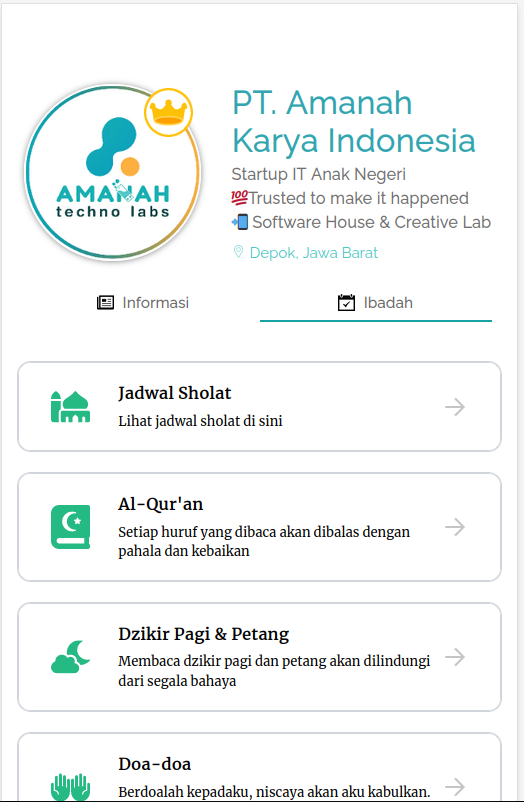 AMANAH
techno labs
PT. Amanah
Karya Indonesia
Startup IT Anak Negeri
💯Trusted to make it happened
📲 Software House & Creative Lab
Depok, Jawa Barat
Informasi
Ibadah
Jadwal Sholat
Lihat jadwal sholat di sini
Al-Qur'an
Setiap huruf yang dibaca akan dibalas dengan
pahala dan kebaikan
Dzikir Pagi & Petang
Membaca dzikir pagi dan petang akan dilindungi
dari segala bahaya
Doa-doa
Berdoalah kepadaku, niscaya akan aku kabulkan.